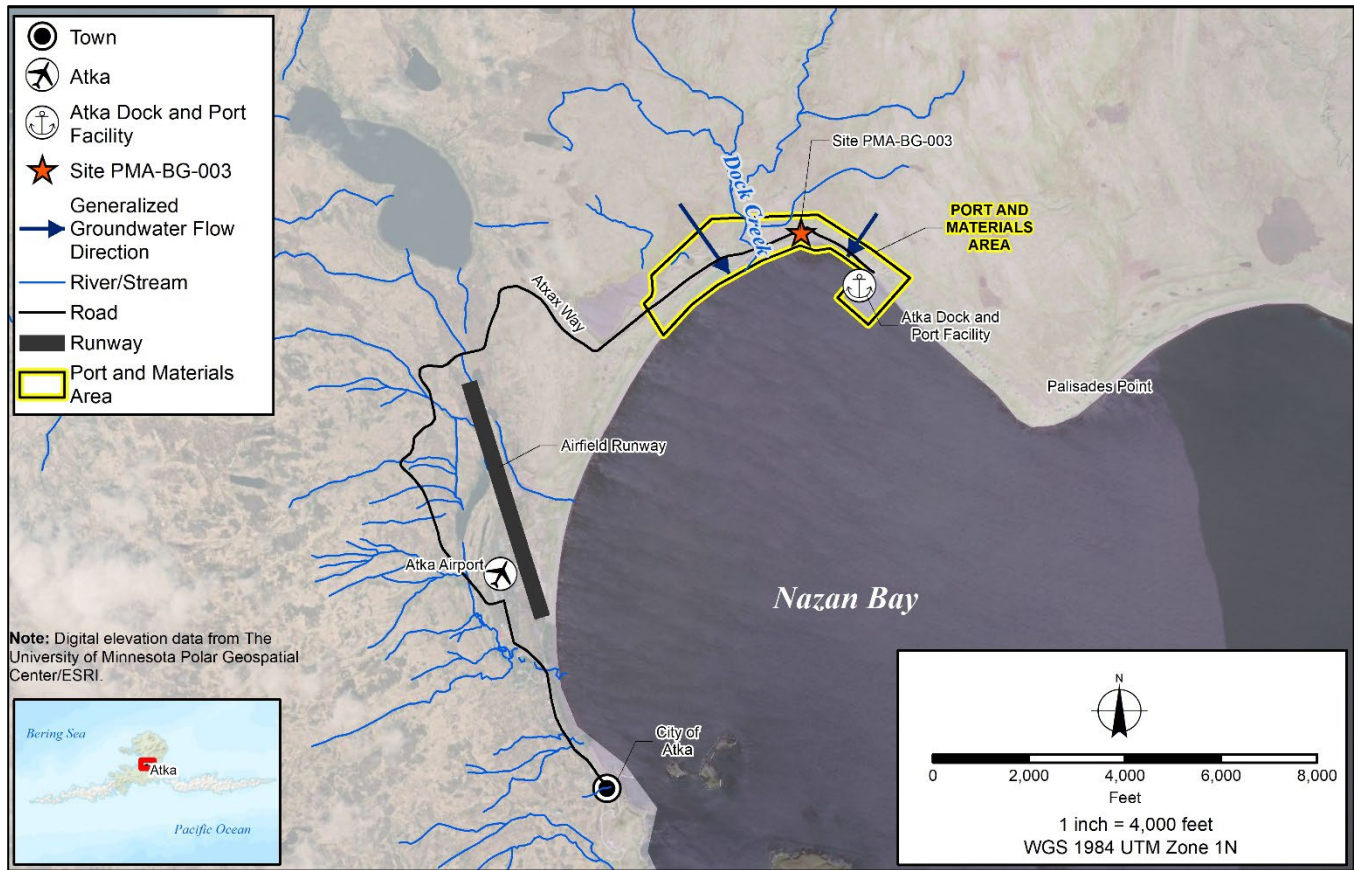 Town
Atka
Atka Dock and Port
Facility
Site PMA-BG-003
Generalized
Groundwater Flow
Direction
River/Stream
Road
Runway
Port and Materials
Area
Site PMA-BG-003
Dock Creek
PORT AND
MATERIALS
AREA
Atxax Way
Atka Dock and
Port Facility
Palisades Point
Airfield Runway
Atka Airport
Nazan Bay
Note: Digital elevation data from The
University of Minnesota Polar Geospatial
Center/ESRI.
Bering Sea
Atka
Pacific Ocean
City of
Atka
N
0 2,000 4,000 6,000 8,000
Feet
1 inch = 4,000 feet
WGS 1984 UTM Zone 1N